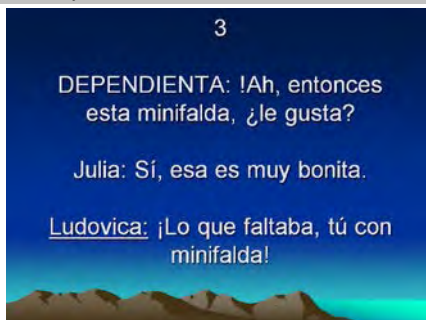 3
DEPENDIENTA: !Ah, entonces
esta minifalda, ¿le gusta?
Julia: Sí, esa es muy bonita.
Ludovica: ¡Lo que faltaba, tú con
minifalda!